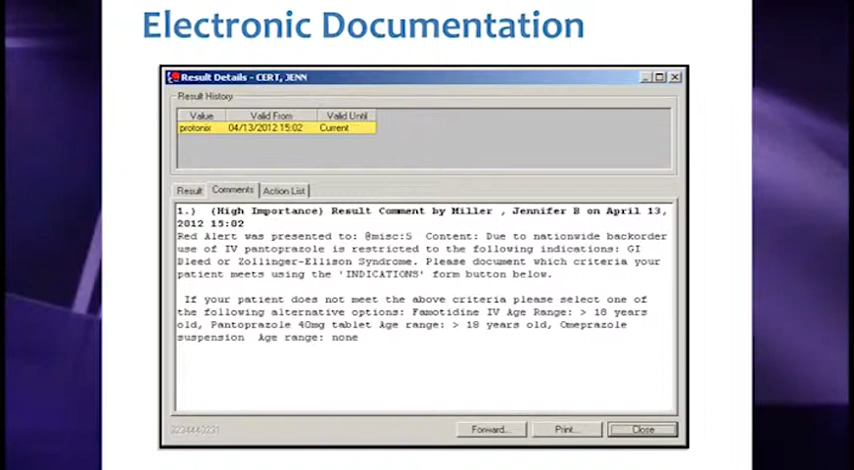 Electronic Documentation
Result Details - CERT, JENN
Result History
Value Valid From Valid Until
protonix 04/13/2012 15:02 Current
Result Comments Action List
1.) (High Importance) Result Comment by Miller , Jennifer B on April 13,
2012 15:02
Red Alert was presented to: @misc:5 Content: Due to nationwide backorder
use of IV pantoprazole is restricted to the following indications: GI
Bleed or Zollinger-Ellison Syndrome. Please document which criteria your
patient meets using the 'INDICATIONS' form button below.
If your patient does not meet the above criteria please select one of
the following alternative options: Famotidine IV Age Range: > 18 years
old, Pantoprazole 40mg tablet Age range: > 18 years old, Omeprazole
suspension Age range: none
Forward... Print... Close